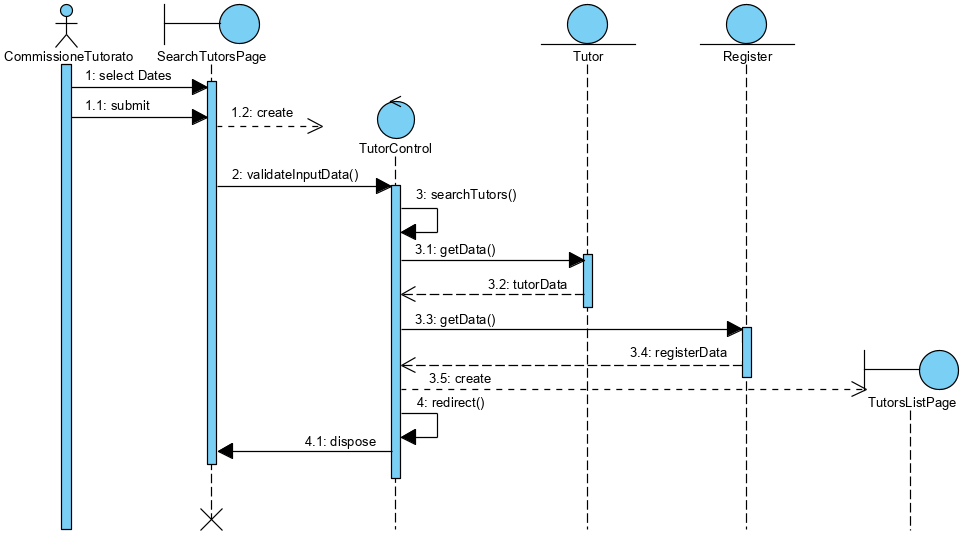 CommissioneTutorato
SearchTutorsPage
Tutor
Register
1: select Dates
1.1: submit
1.2: create
TutorControl
2: validateInputData()
3: searchTutors()
3.1: getData()
3.2: tutorData
3.3: getData()
3.4: registerData
3.5: create
TutorsListPage
4: redirect()
4.1: dispose